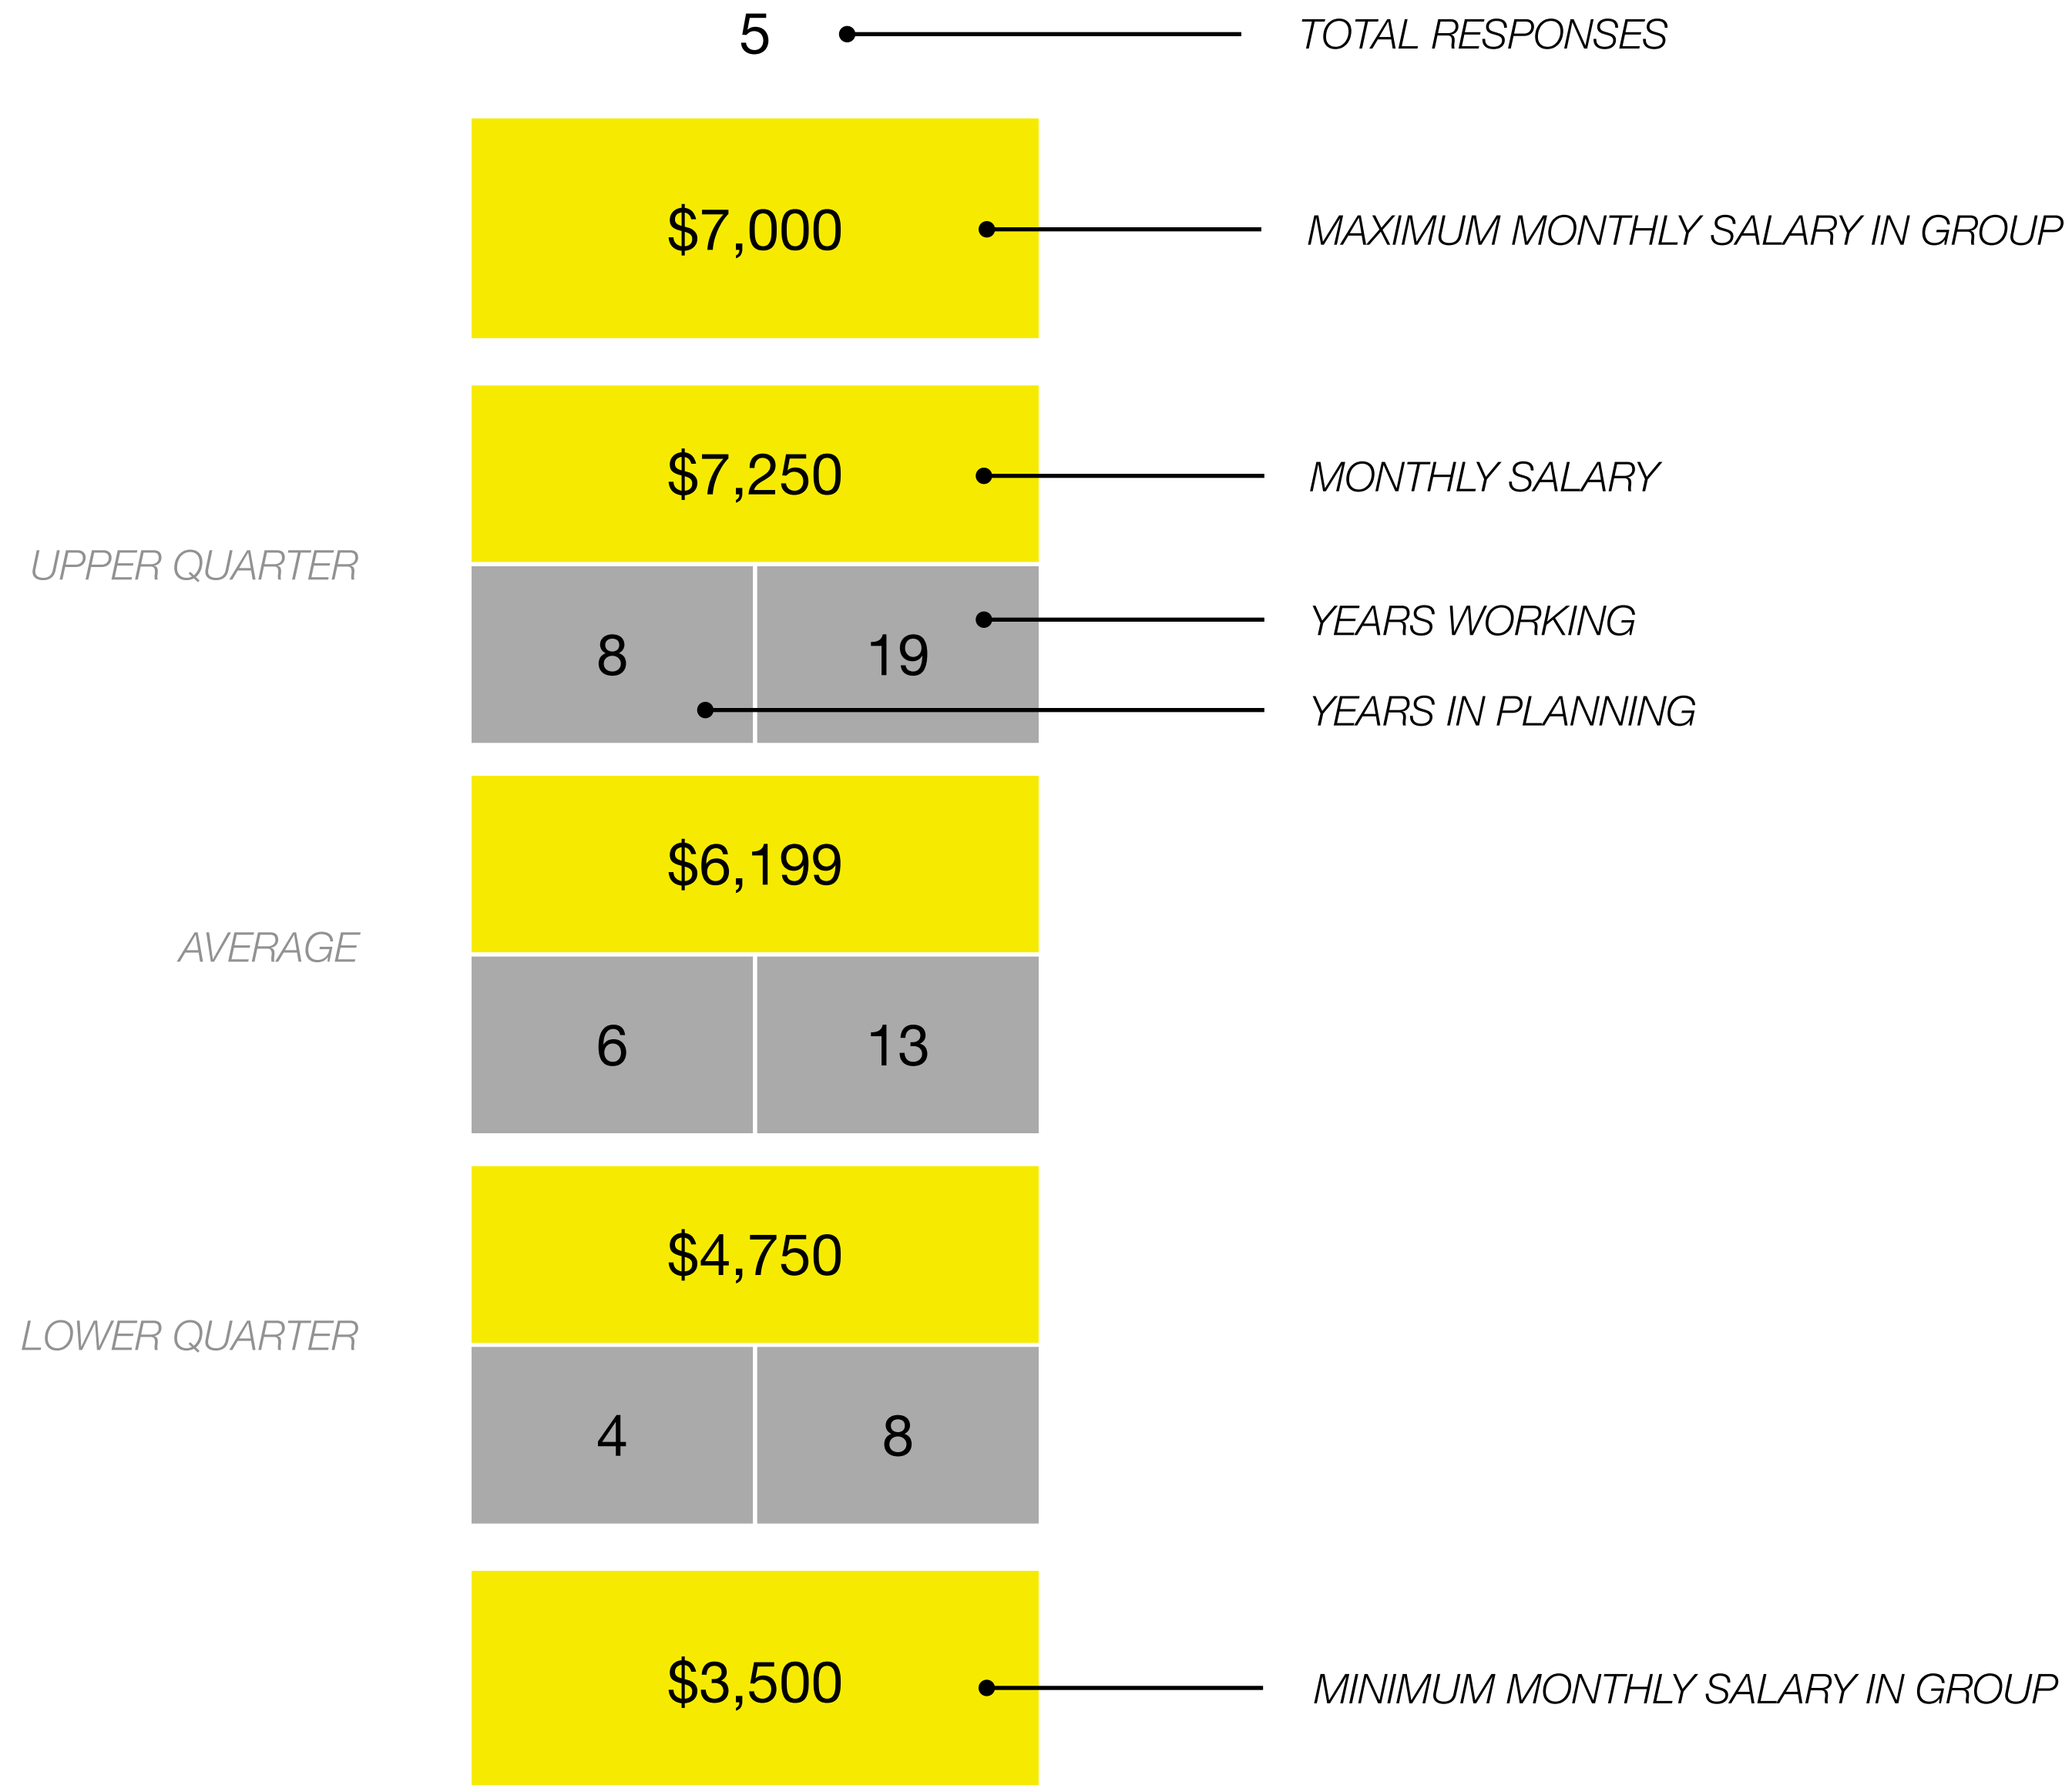 5 TOTAL RESPONSES
$7,000 MAXIMUM MONTHLY SALARY IN GROUP
$7,250 MONTHLY SALARY
UPPER QUARTER
8 19 YEARS WORKING
YEARS IN PLANNING
$6,199
AVERAGE
6 13
$4,750
LOWER QUARTER
4 8
$3,500 MINIMUM MONTHLY SALARY IN GROUP